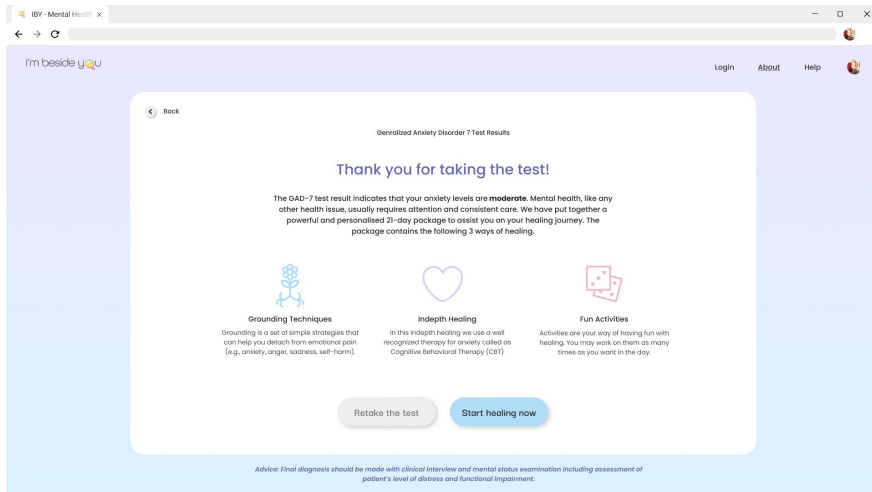 IBY - Mental Health
I'm beside you
Login About Help
Back
Genralized Anxiety Disorder 7 Test Results
Thank you for taking the test!
The GAD-7 test result indicates that your anxiety levels are moderate. Mental health, like any
other health issue, usually requires attention and consistent care. We have put together a
powerful and personalised 21-day package to assist you on your healing journey. The
package contains the following 3 ways of healing.
Grounding Techniques
Grounding is a set of simple strategies that
can help you detach from emotional pain
(e.g., anxiety, anger, sadness, self-harm).
Indepth Healing
In this indepth healing we use a well
recognized therapy for anxiety called as
Cognitive Behavioral Therapy (CBT)
Fun Activities
Activities are your way of having fun with
healing. You may work on them as many
times as you want in the day.
Retake the test
Start healing now
Advice: Final diagnosis should be made with clinical interview and mental status examination including assessment of
patient's level of distress and functional impairment.